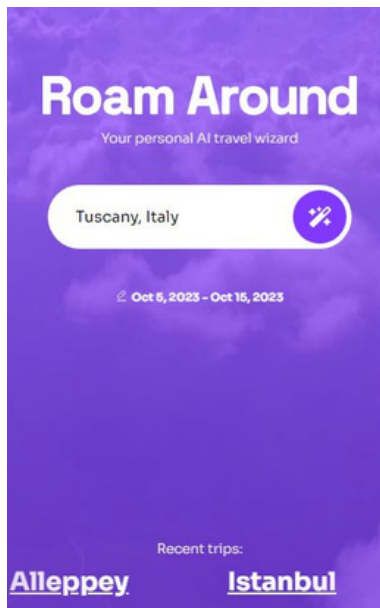 Roam Around
Your personal AI travel wizard
Tuscany, Italy
Oct 5, 2023 - Oct 15, 2023
Recent trips:
Alleppey Istanbul